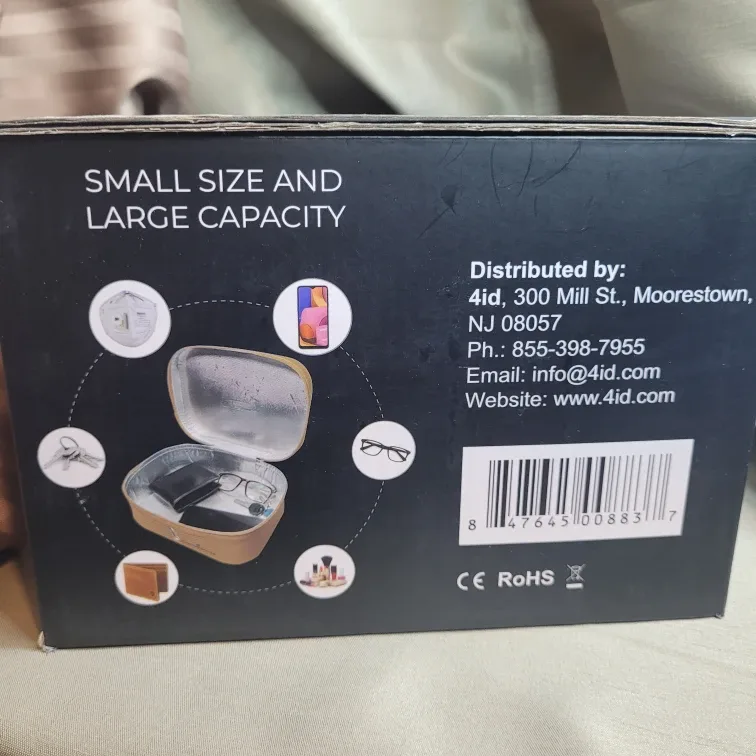 SMALL SIZE AND
LARGE CAPACITY
Distributed by:
4id, 300 Mill St., Moorestown,
NJ 08057
Ph.: 855-398-7955
Email: info@4id.com
Website: www.4id.com
8 47645 00883 7
CE RoHS